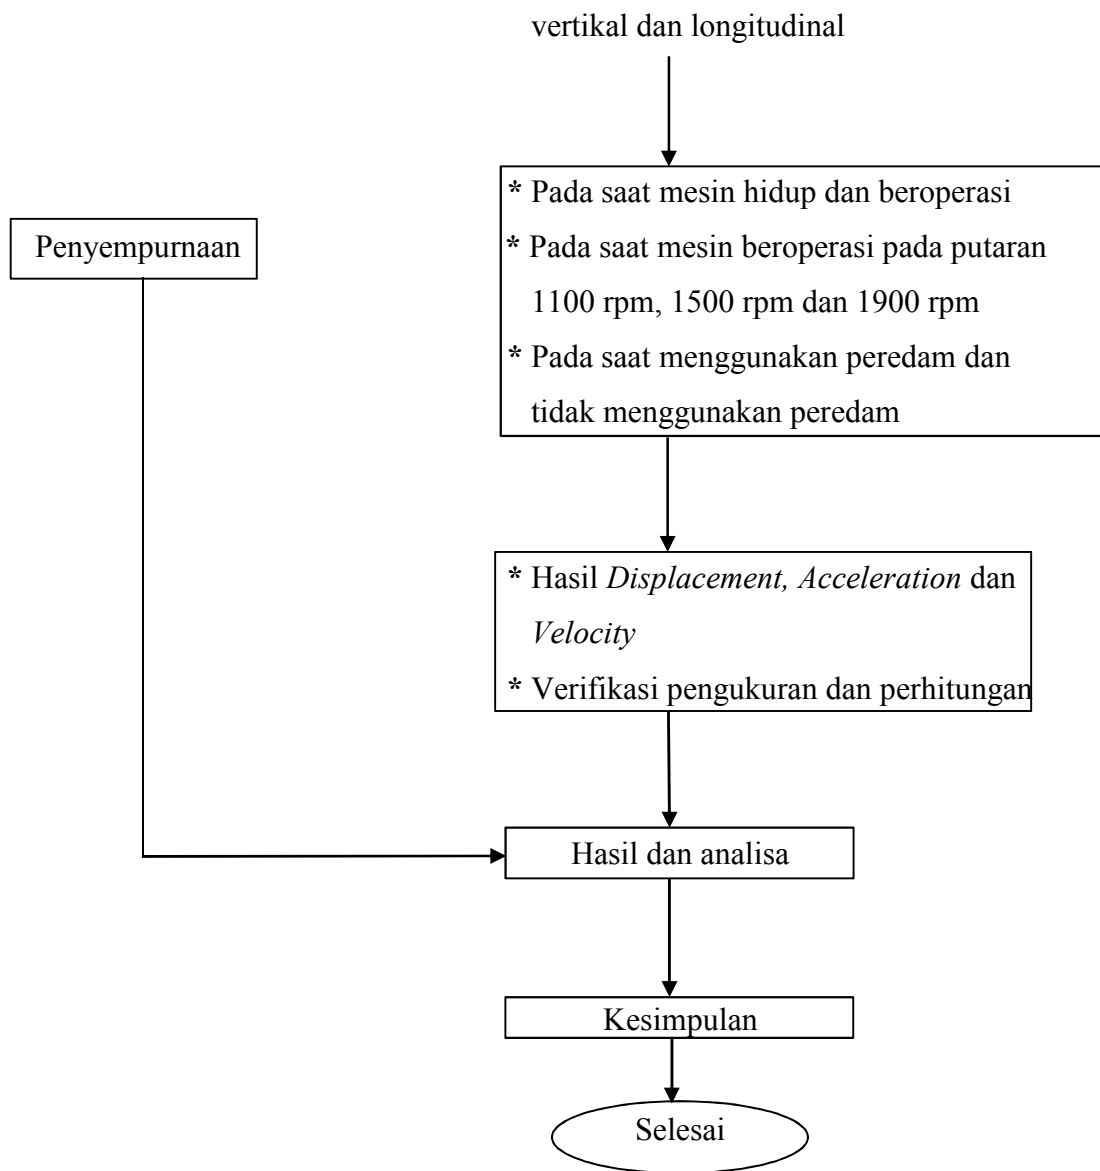 vertikal dan longitudinal
* Pada saat mesin hidup dan beroperasi
Penyempurnaan
* Pada saat mesin beroperasi pada putaran
1100 rpm, 1500 rpm dan 1900 rpm
* Pada saat menggunakan peredam dan
tidak menggunakan peredam
* Hasil Displacement, Acceleration dan
Velocity
* Verifikasi pengukuran dan perhitungan
Hasil dan analisa
Kesimpulan
Selesai